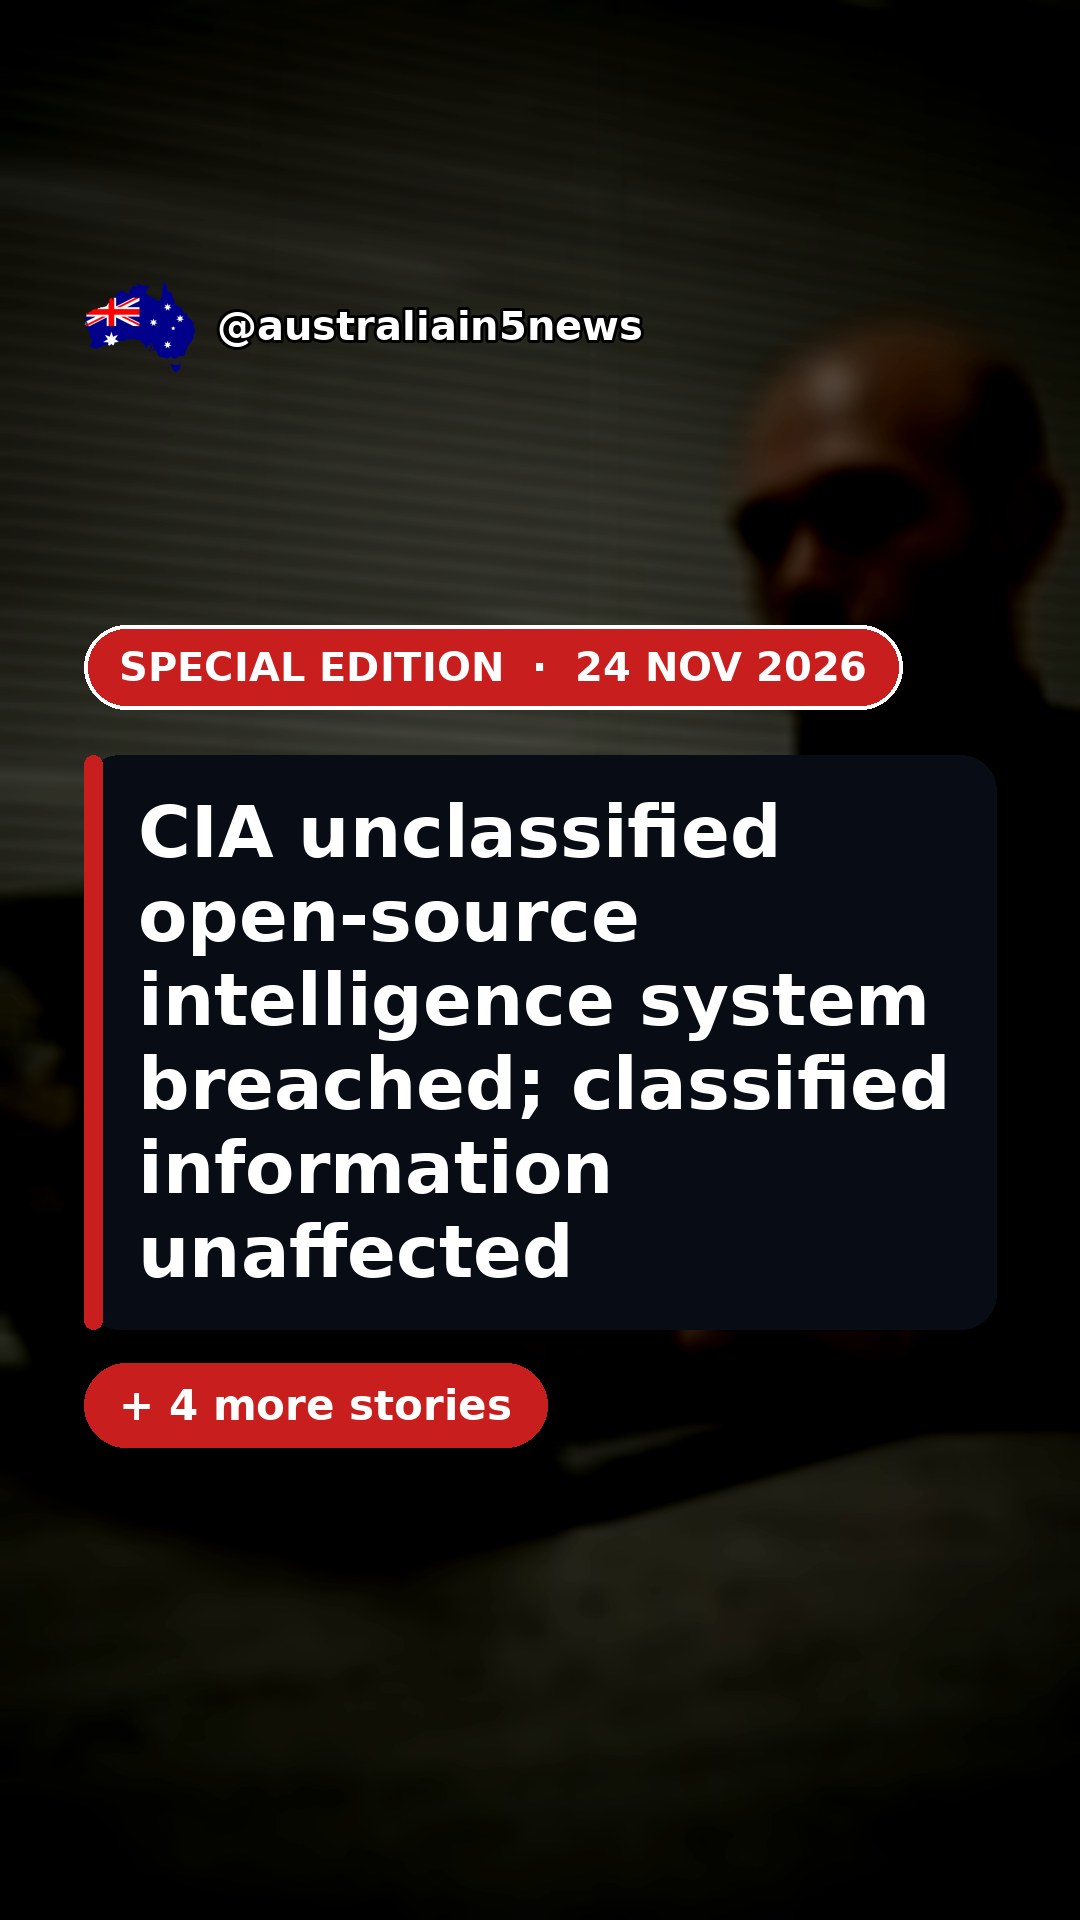 @australiain5news
SPECIAL EDITION · 24 NOV 2026
CIA unclassified
open-source
intelligence system
breached; classified
information
unaffected
+ 4 more stories